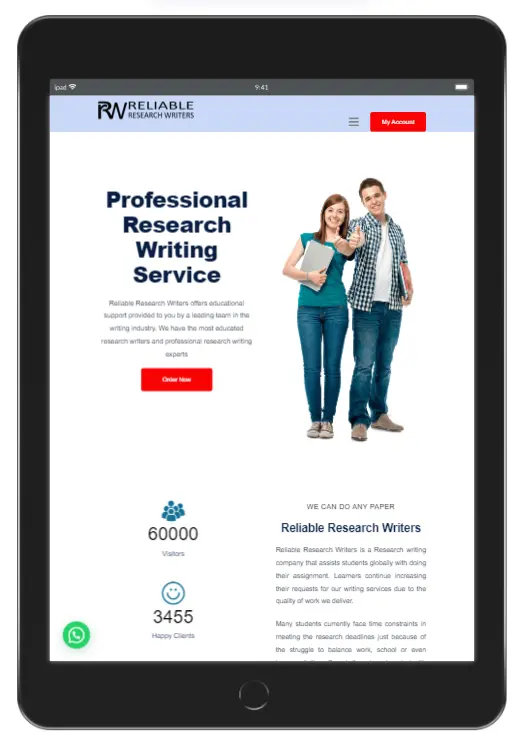 ipad 9:41
RW RELIABLE
RESEARCH WRITERS
My Account
Professional
Research
Writing
Service
Reliable Research Writers offers educational
support provided to you by a leading team in the
writing industry. We have the most educated
research writers and professional research writing
experts
Order Now
60000
Visitors
3455
Happy Clients
WE CAN DO ANY PAPER
Reliable Research Writers
Reliable Research Writers is a Research writing
company that assists students globally with doing
their assignment. Learners continue increasing
their requests for our writing services due to the
quality of work we deliver.
Many students currently face time constraints in
meeting the research deadlines just because of
the struggle to balance work, school or even